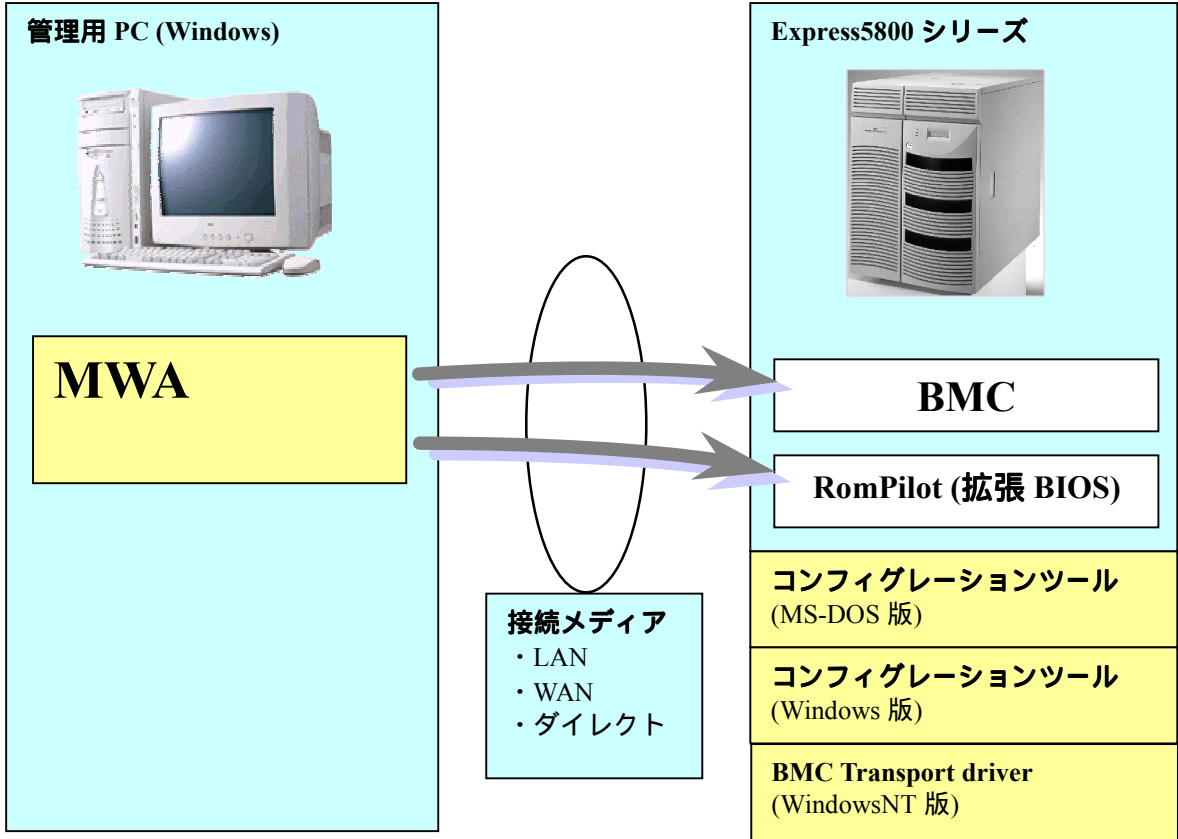 管理用 PC (Windows)
MWA
接続メディア
・LAN
・WAN
・ダイレクト
Express5800 シリーズ
BMC
RomPilot (拡張 BIOS)
コンフィグレーションツール
(MS-DOS 版)
コンフィグレーションツール
(Windows 版)
BMC Transport driver
(WindowsNT 版)